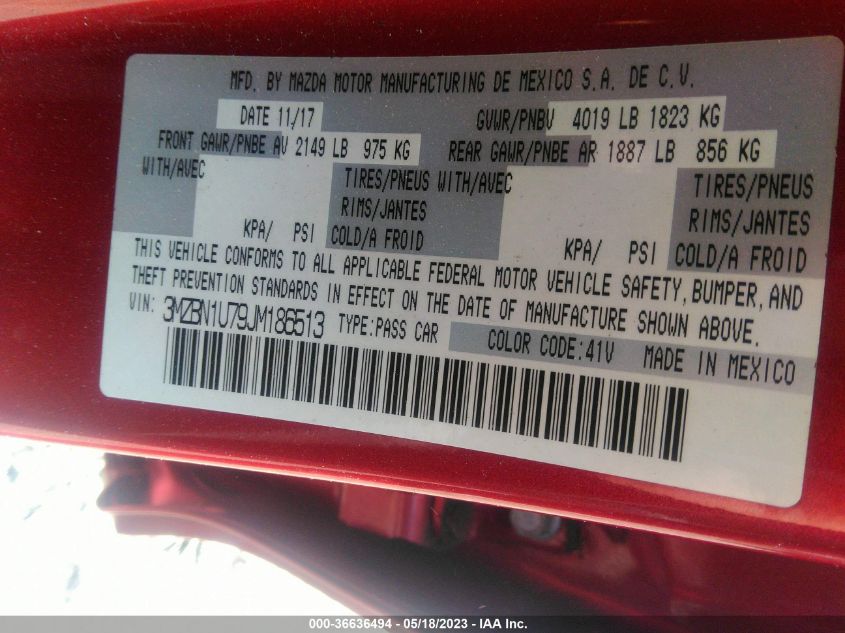 MFD. BY MAZDA MOTOR MANUFACTURING DE MEXICO S.A. DE C.V.
DATE 11/17 GVWR/PNBV 4019 LB 1823 KG
FRONT GAWR/PNBE AV 2149 LB 975 KG REAR GAWR/PNBE AR 1887 LB 856 KG
WITH/AVEC TIRES/PNEUS WITH/AVEC TIRES/PNEUS
RIMS/JANTES RIMS/JANTES
KPA/ PSI COLD/A FROID KPA/ PSI COLD/A FROID
THIS VEHICLE CONFORMS TO ALL APPLICABLE FEDERAL MOTOR VEHICLE SAFETY, BUMPER, AND
THEFT PREVENTION STANDARDS IN EFFECT ON THE DATE OF MANUFACTURE SHOWN ABOVE.
VIN: 3MZBN1U79JM186513 TYPE:PASS CAR COLOR CODE:41V MADE IN MEXICO
000-36636494 - 05/18/2023 - IAA Inc.